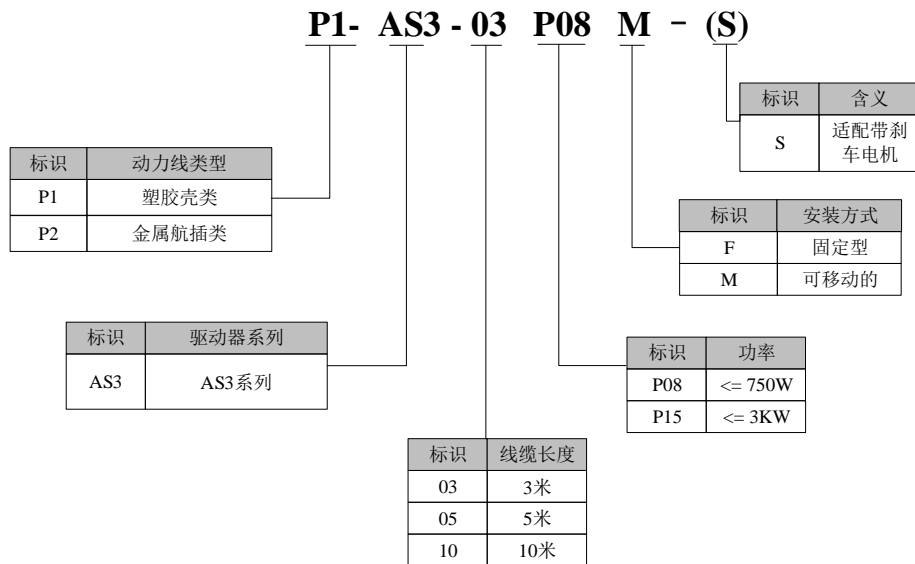 P1- AS3 - 03 P08 M - (S)
标识 含义
S 适配带刹
车电机
标识 动力线类型
P1 塑胶壳类
P2 金属航插类
标识 安装方式
F 固定型
M 可移动的
标识 驱动器系列
AS3 AS3系列
标识 功率
P08 <= 750W
P15 <= 3KW
标识 线缆长度
03 3米
05 5米
10 10米